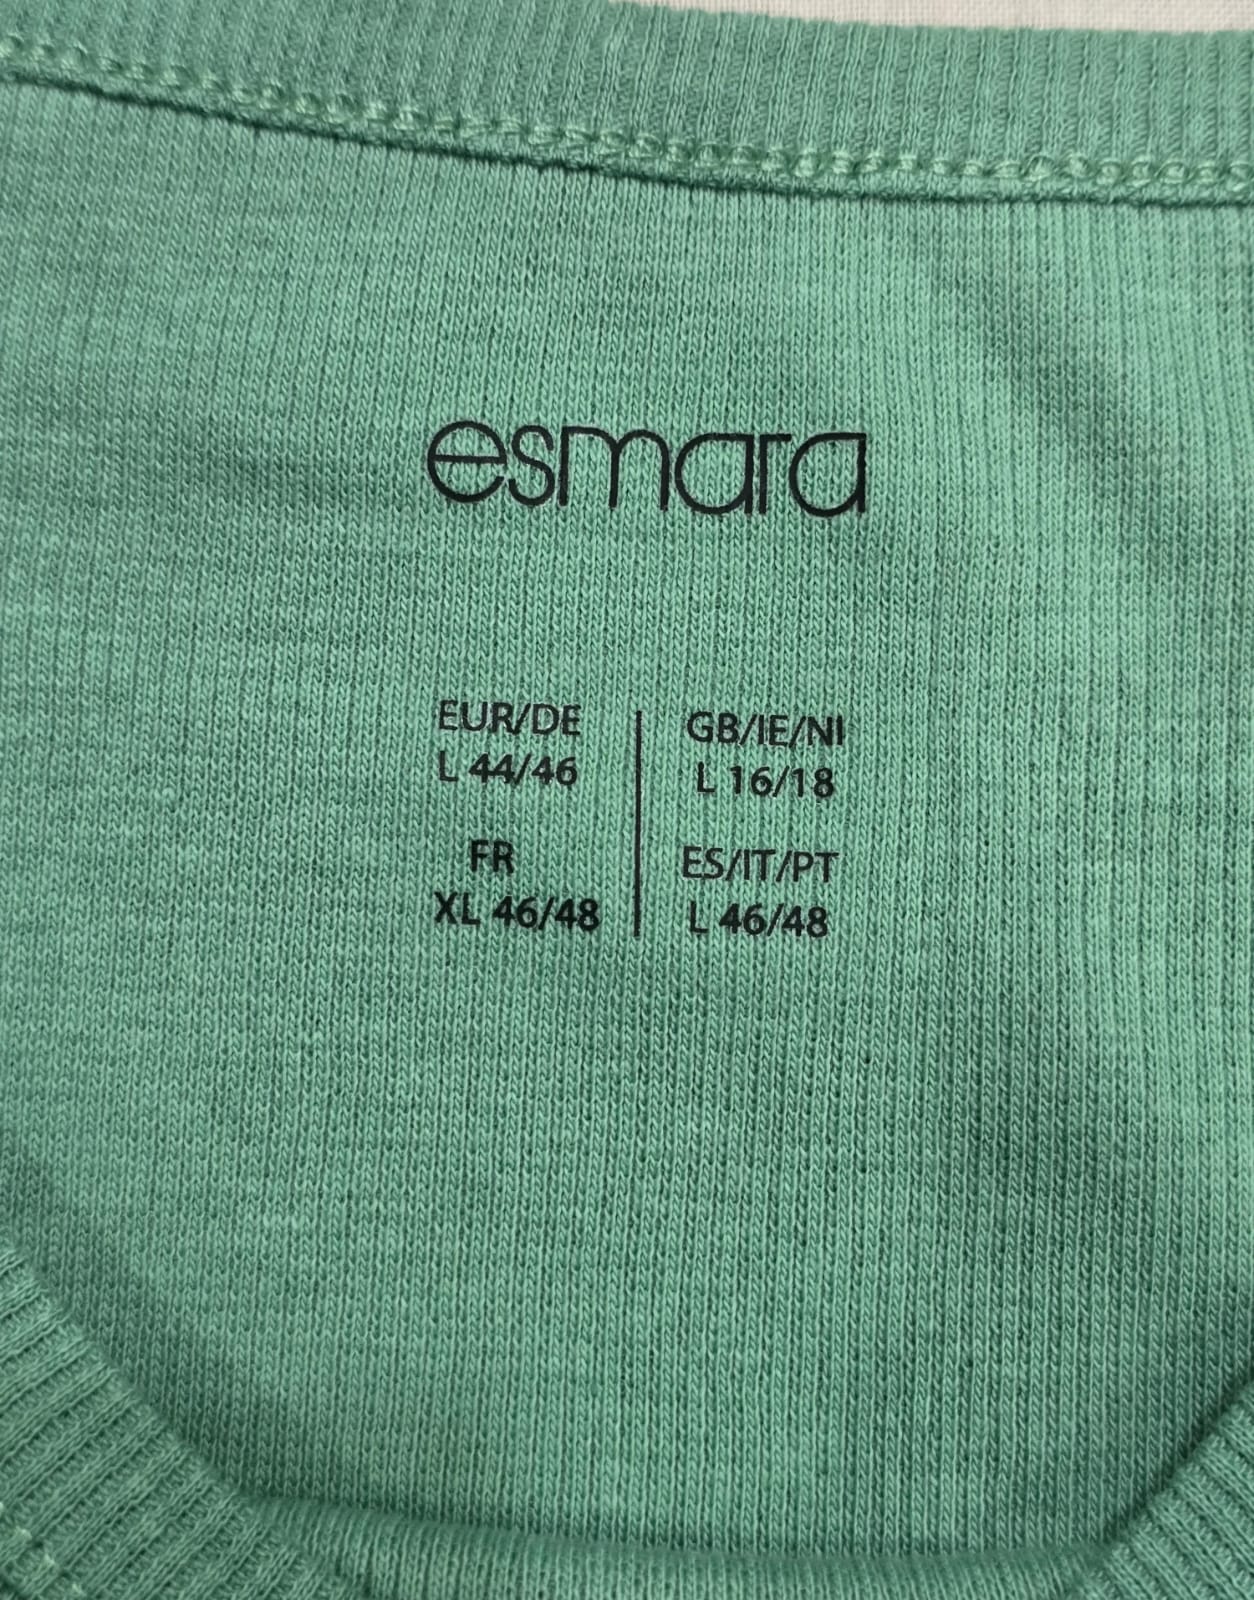 esmara
EUR/DE
L 44/46
GB/IE/NI
L 16/18
FR
XL 46/48
ES/IT/PT
L 46/48